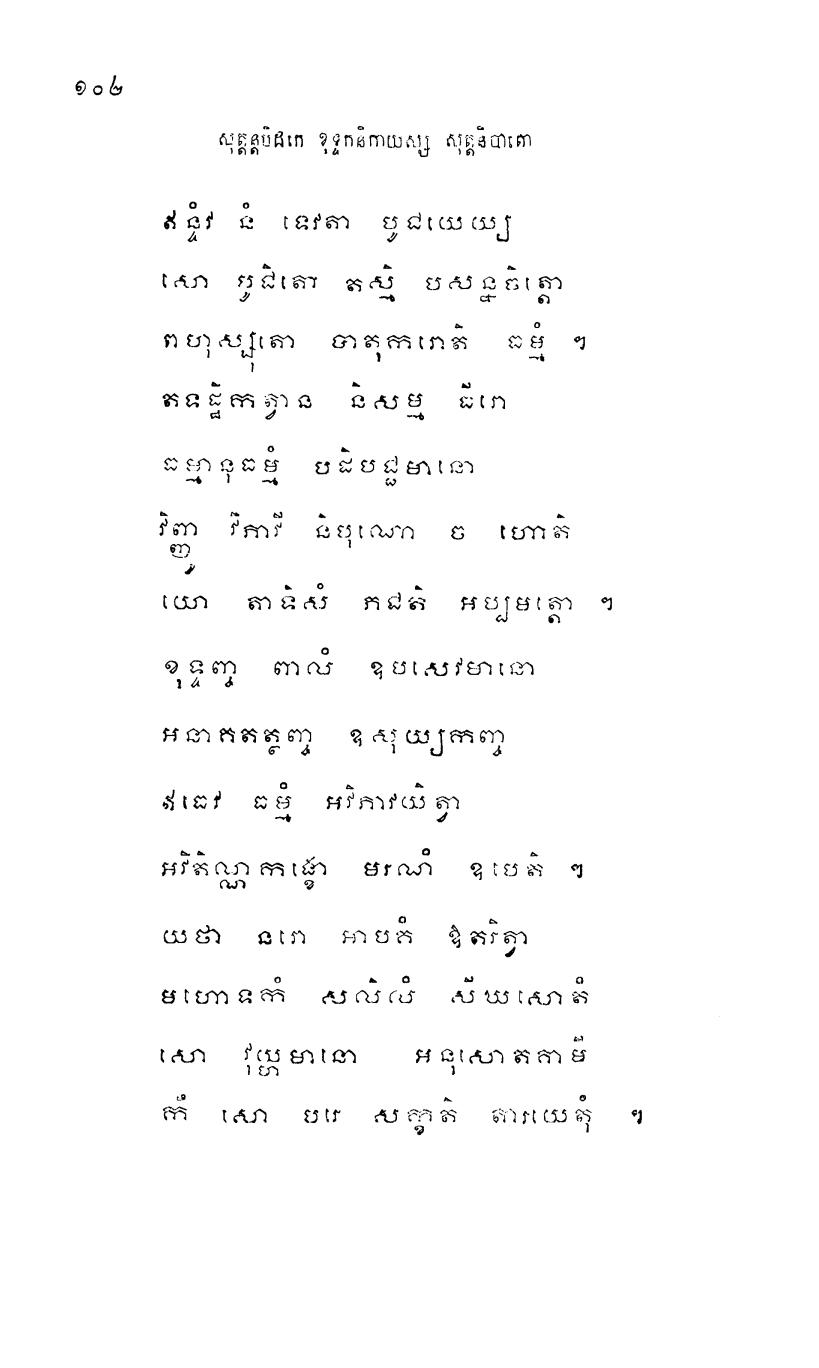 ១០៤
សុត្តន្តបិដកេ ខុទ្ទកនិកាយស្ស សុត្តនិបាតោ
ឥន្ទំវ នំ ទេវតា បូជយេយ្យ
សោ បូជិតោ តស្មិំ បសន្នចិត្តោ
ពហុស្សុតោ បាតុករោតិ ធម្មំ ។
តទដ្ឋិកត្វាន និសម្ម ធីរោ
ធម្មានុធម្មំ បដិបជ្ជមានោ
វិញ្ញូ វិភាវី និបុណោ ច ហោតិ
យោ តាទិសំ ភជតិ អប្បមត្តោ ។
ខុទ្ទញ្ច ពាលំ ឧបសេវមានោ
អនាគតត្ថញ្ច ឧសុយ្យកញ្ច
ឥធេវ ធម្មំ អវិភាវយិត្វា
អវិតិណ្ណកង្ខោ មរណំ ឧបេតិ ។
យថា នរោ អាបគំ ឱតរិត្វា
មហោទកំ សលិលំ សីឃសោតំ
សោ វុយ្ហមានោ អនុសោតគាមី
កឹ សោ បរេ សក្ខតិ តារយេតុំ ។